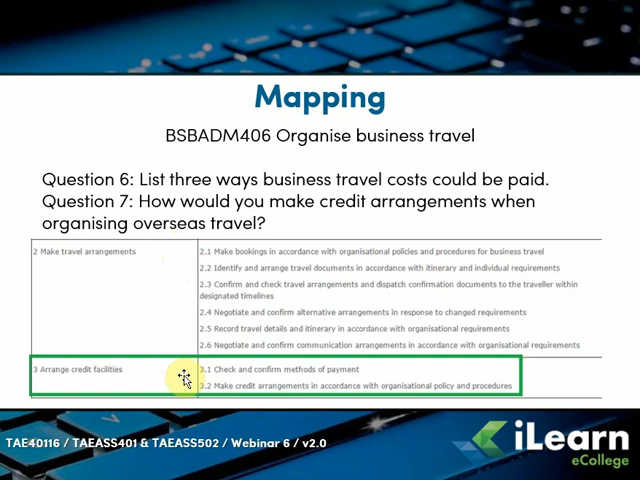 Mapping
BSBADM406 Organise business travel
Question 6: List three ways business travel costs could be paid.
Question 7: How would you make credit arrangements when
organising overseas travel?
2 Make travel arrangements
2.1 Make bookings in accordance with organisational policies and procedures for business travel
2.2 Identify and arrange travel documents in accordance with itinerary and individual requirements
2.3 Confirm and check travel arrangements and dispatch confirmation documents to the traveller within
designated timelines
2.4 Negotiate and confirm alternative arrangements in response to changed requirements
2.5 Record travel details and itinerary in accordance with organisational requirements
2.6 Negotiate and confirm communication arrangements in accordance with organisational requirements
3 Arrange credit facilities
3.1 Check and confirm methods of payment
3.2 Make credit arrangements in accordance with organisational policy and procedures
TAE40116 / TAEASS401 & TAEASS502 / Webinar 6 / v2.0
iLearn
eCollege